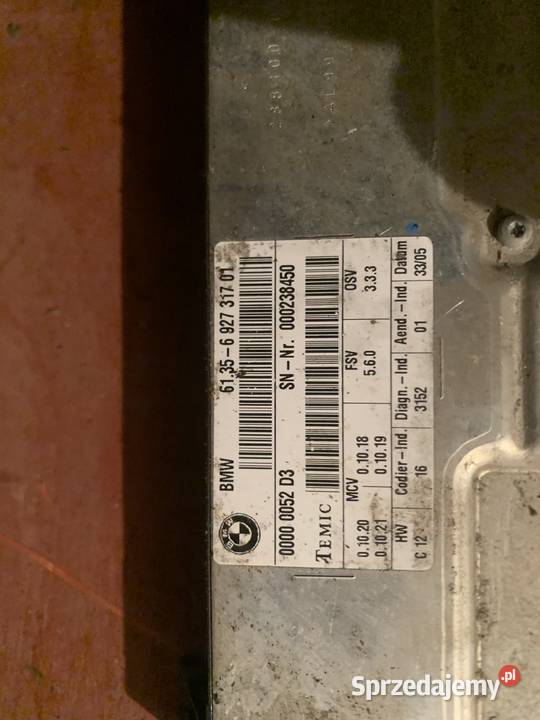 BMW 61.35-6 927 317 01
0000 0052 D3 SN-Nr. 000238450
TEMIC
MCV FSV OSV
0.10.20 0.10.18 5.6.0 3.3.3
0.10.21 0.10.19
HW Codier-Ind. Diagn.-Ind. Aend.-Ind. Datum
C 12 16 3152 01 33/05
Sprzedajemy.pl